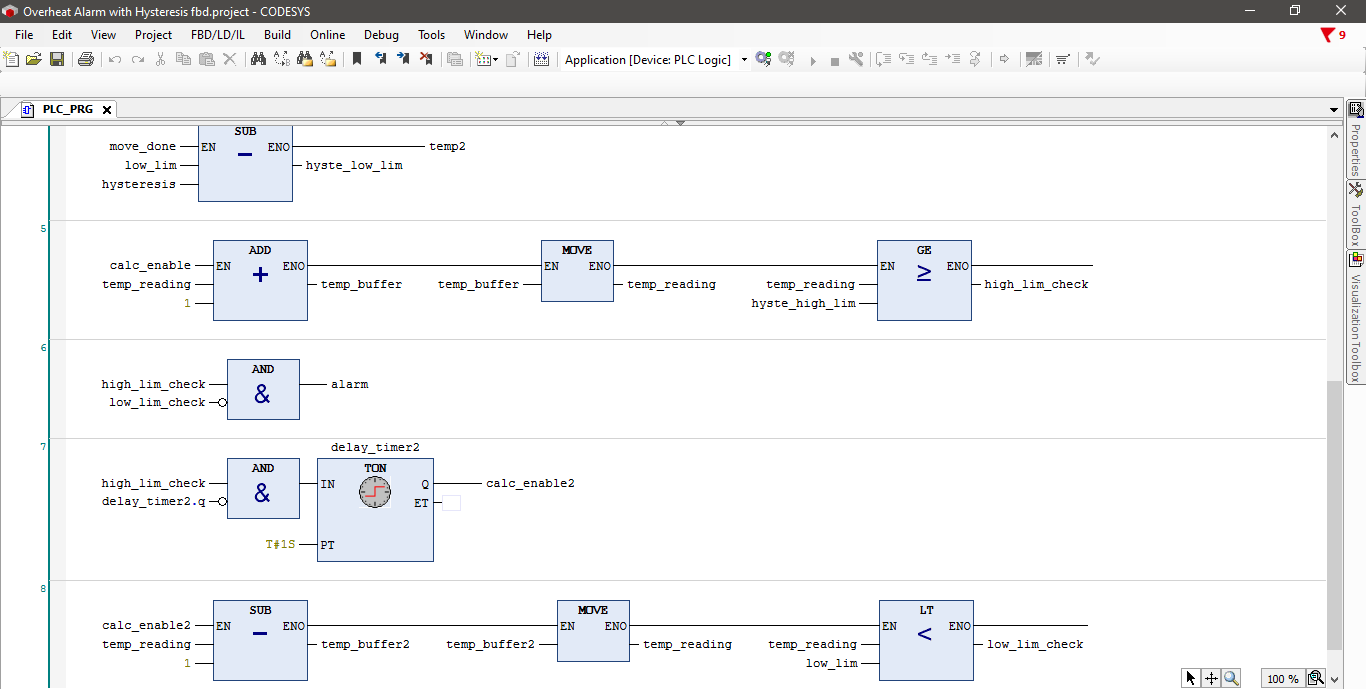 Overheat Alarm with Hysteresis fbd.project - CODESYS
File Edit View Project FBD/LD/IL Build Online Debug Tools Window Help
9
Application [Device: PLC Logic]
PLC_PRG
SUB
move_done EN ENO temp2
low_lim hyste_low_lim
hysteresis
5
ADD MOVE GE
calc_enable EN ENO EN ENO EN ENO
temp_reading + temp_buffer temp_buffer temp_reading temp_reading ≥ high_lim_check
1 hyste_high_lim
6
AND
high_lim_check & alarm
low_lim_check
7
delay_timer2
AND TON
high_lim_check & IN Q calc_enable2
delay_timer2.q ET
T#1S PT
8
SUB MOVE LT
calc_enable2 EN ENO EN ENO EN ENO
temp_reading − temp_buffer2 temp_buffer2 temp_reading temp_reading < low_lim_check
1 low_lim
100 %
Properties
ToolBox
Visualization Toolbox